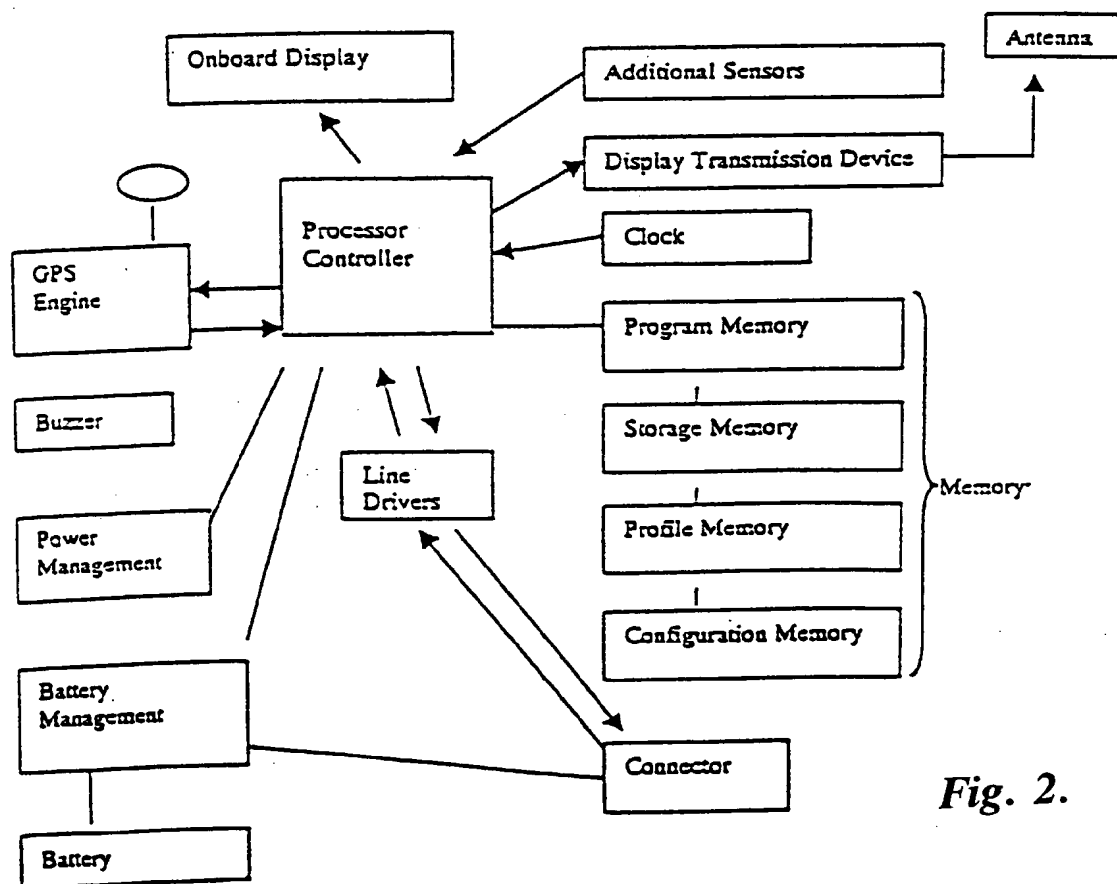 Antenna
Onboard Display
Additional Sensors
Display Transmission Device
Processor
Controller
Clock
GPS
Engine
Program Memory
Buzzer
Storage Memory
Line
Drivers
Memory
Power
Management
Profile Memory
Configuration Memory
Battery
Management
Connector
Fig. 2.
Battery